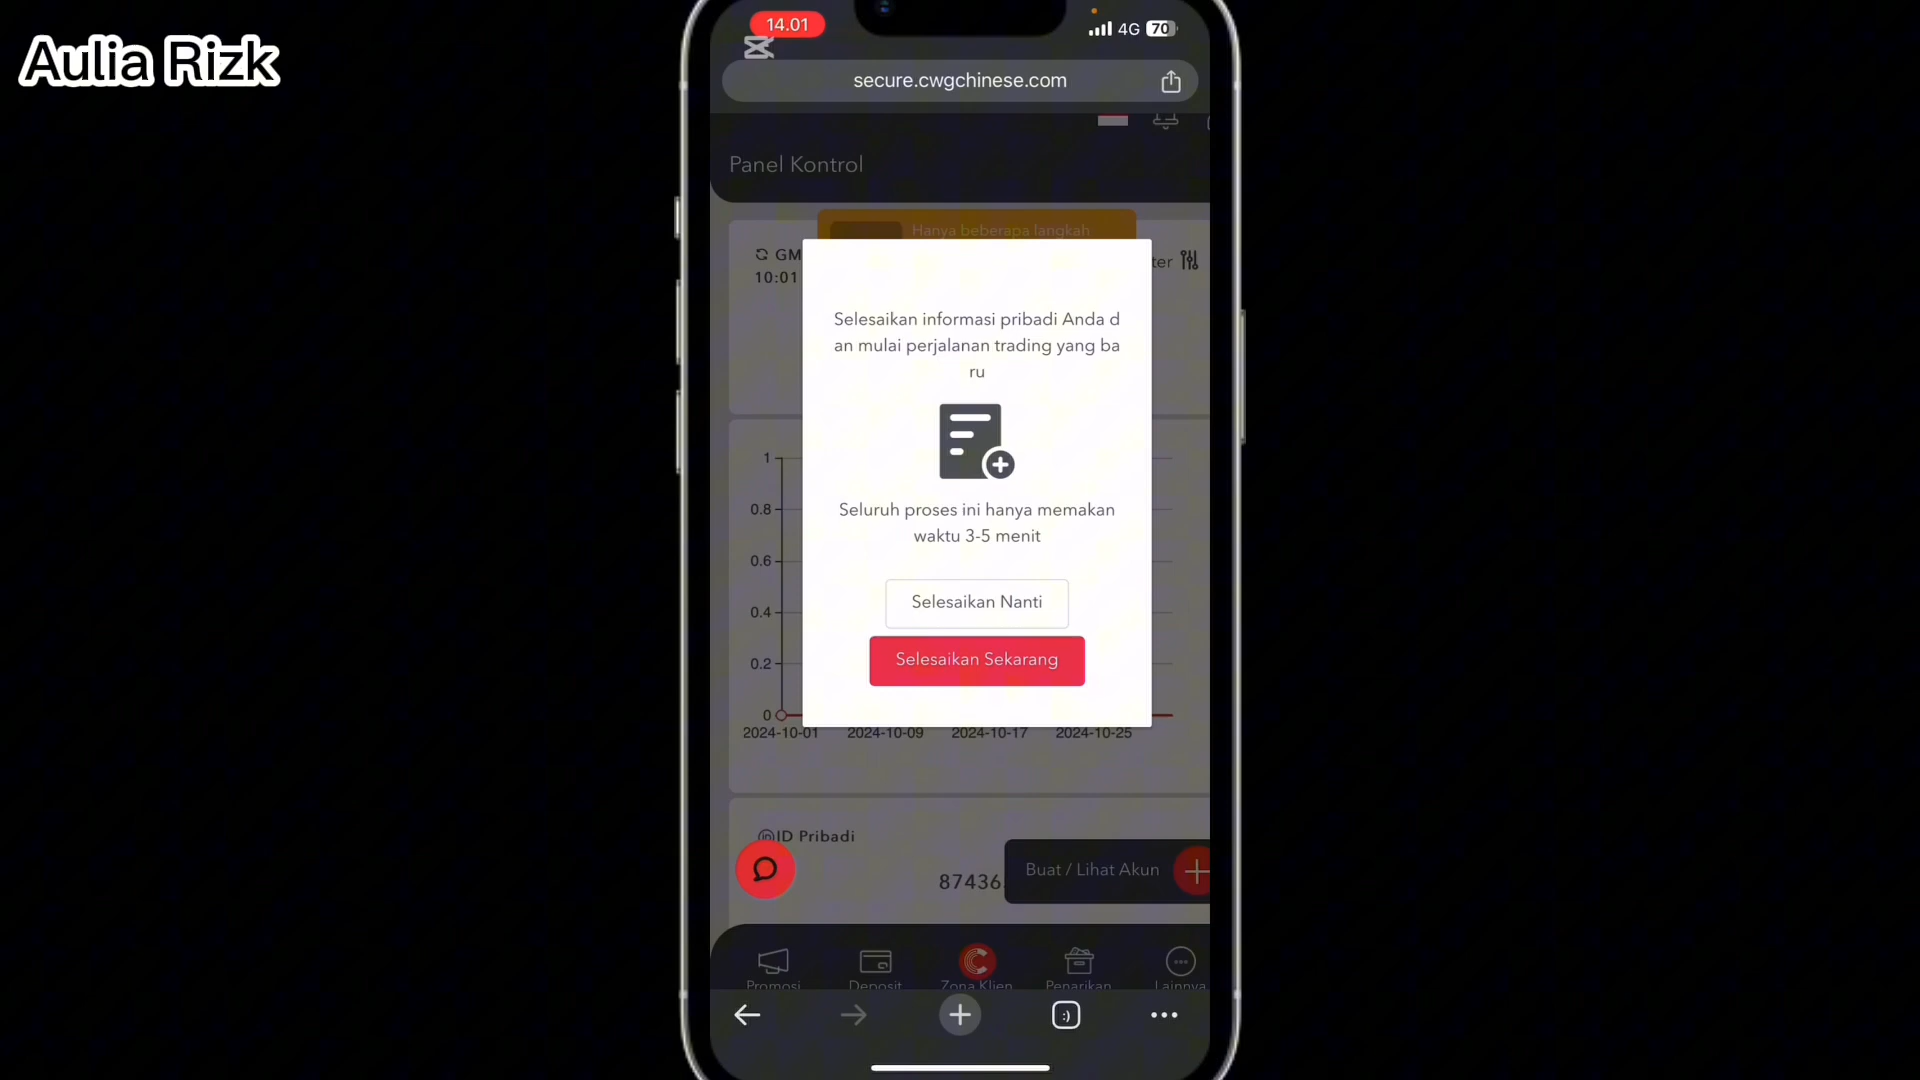 Aulia Rizk
14.01
4G 70
secure.cwgchinese.com
Panel Kontrol
Hanya beberapa langkah
GM
10:01
ter
Selesaikan informasi pribadi Anda d
an mulai perjalanan trading yang ba
ru
Seluruh proses ini hanya memakan
waktu 3-5 menit
Selesaikan Nanti
Selesaikan Sekarang
1
0.8
0.6
0.4
0.2
0
2024-10-01 2024-10-09 2024-10-17 2024-10-25
ID Pribadi
87436
Buat / Lihat Akun
Promosi Deposit Zona Klien Penarikan Lainnya
:)